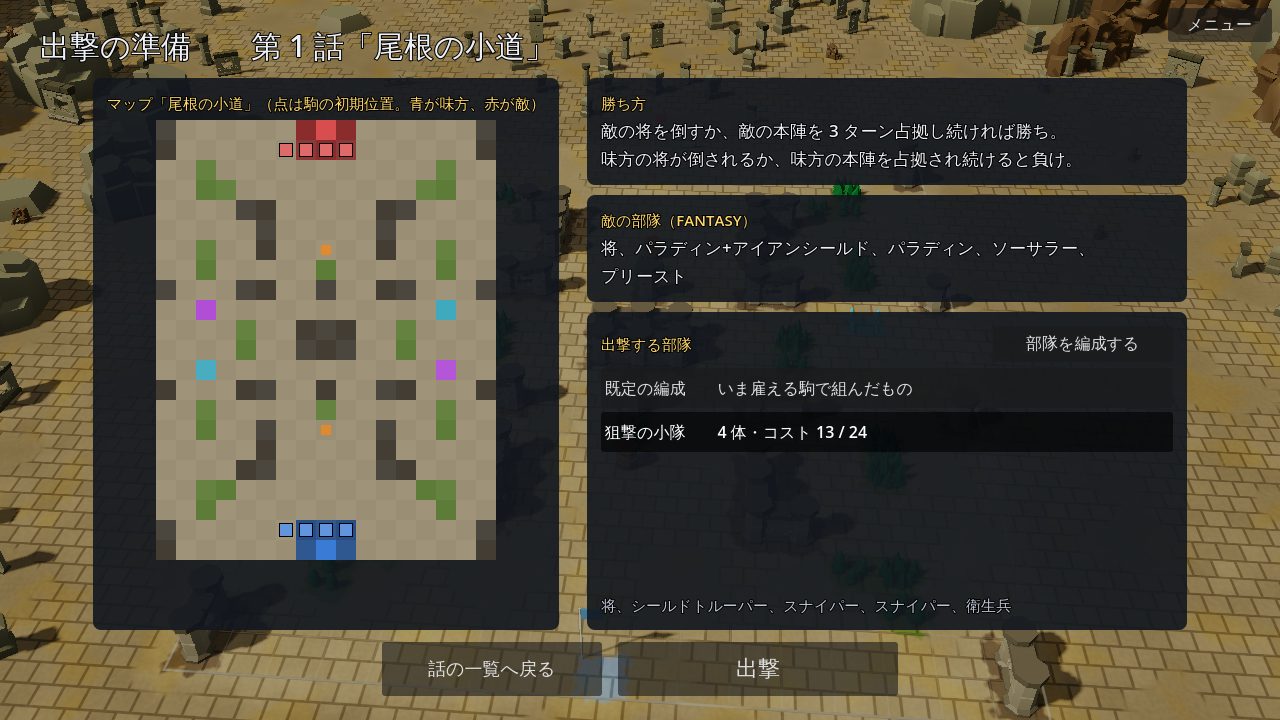 出撃の準備　　第 1 話「尾根の小道」
メニュー
マップ「尾根の小道」（点は駒の初期位置。青が味方、赤が敵）
勝ち方
敵の将を倒すか、敵の本陣を 3 ターン占拠し続ければ勝ち。
味方の将が倒されるか、味方の本陣を占拠され続けると負け。
敵の部隊（FANTASY）
将、パラディン+アイアンシールド、パラディン、ソーサラー、
プリースト
出撃する部隊
部隊を編成する
既定の編成　　いま雇える駒で組んだもの
狙撃の小隊　　4 体・コスト 13 / 24
将、シールドトルーパー、スナイパー、スナイパー、衛生兵
話の一覧へ戻る
出撃